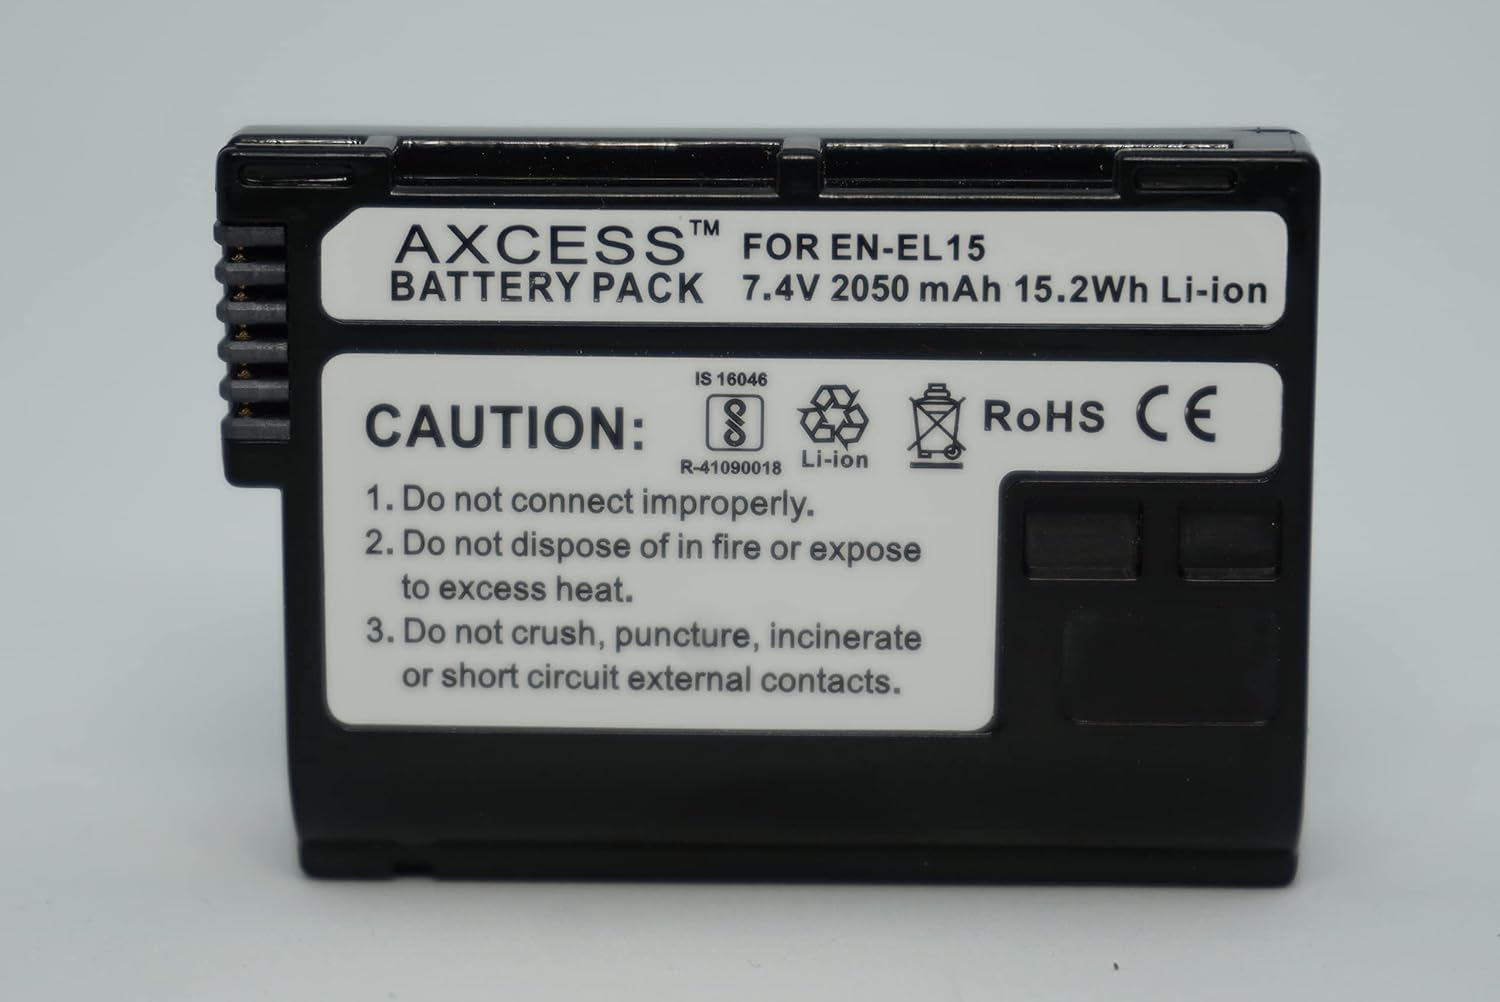 AXCESS™
BATTERY PACK
FOR EN-EL15
7.4V 2050 mAh 15.2Wh Li-ion
CAUTION:
IS 16046
R-41090018
Li-ion
RoHS CE
1. Do not connect improperly.
2. Do not dispose of in fire or expose
to excess heat.
3. Do not crush, puncture, incinerate
or short circuit external contacts.